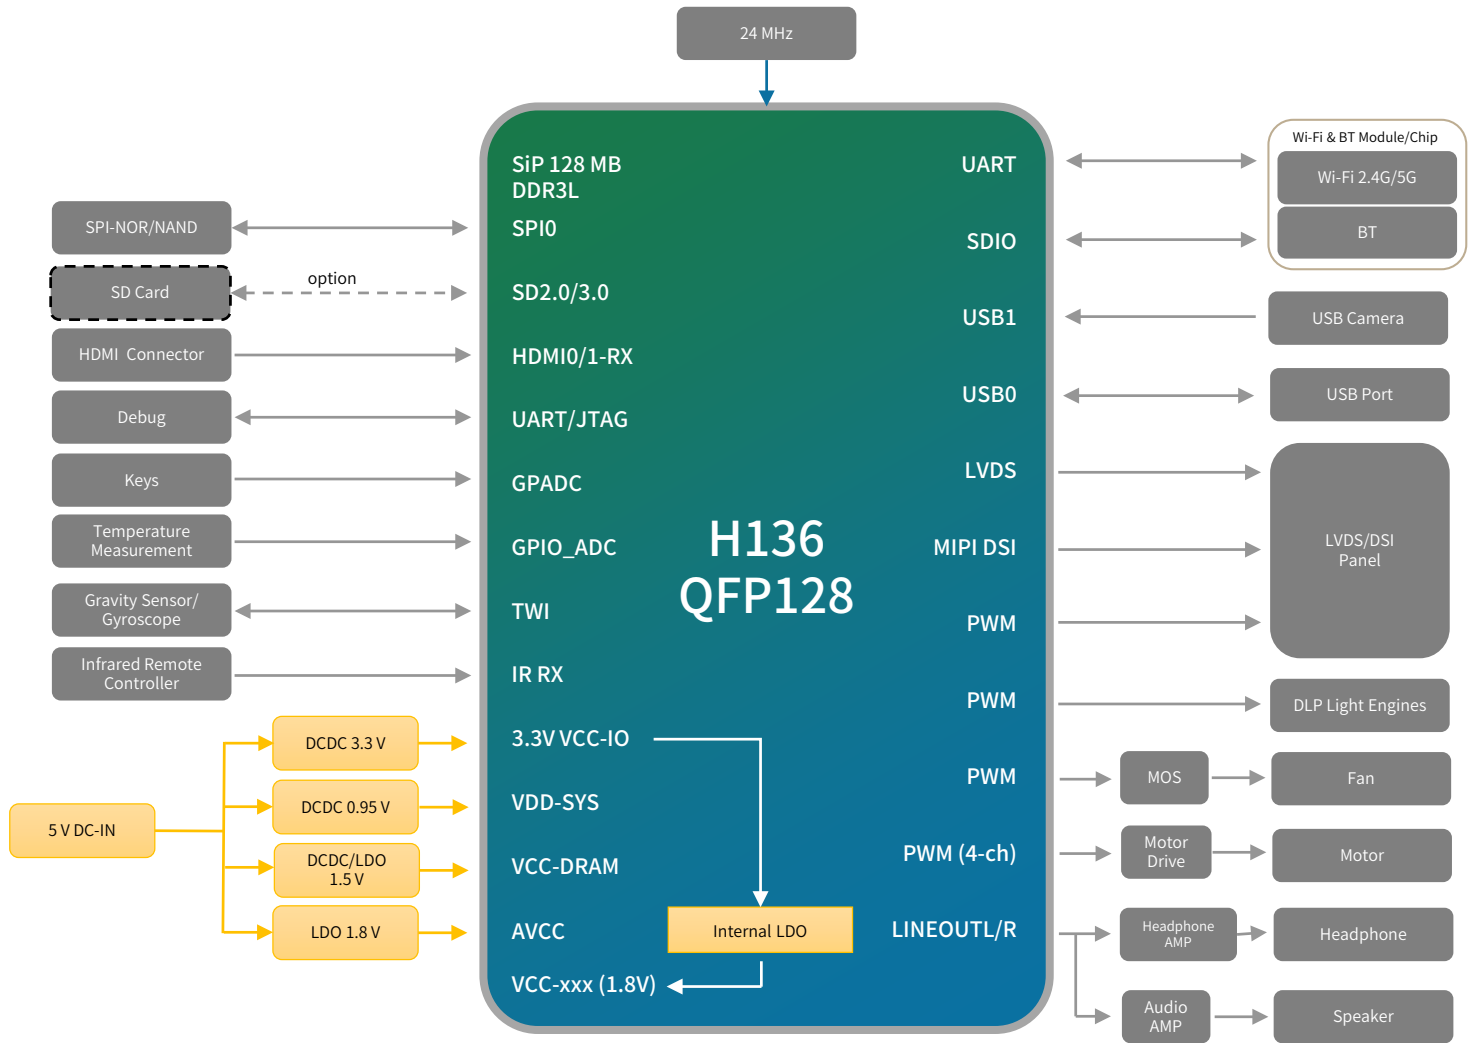 24 MHz
SiP 128 MB
DDR3L
SPI0
SD2.0/3.0
HDMI0/1-RX
UART/JTAG
GPADC
GPIO_ADC
TWI
IR RX
3.3V VCC-IO
VDD-SYS
VCC-DRAM
AVCC
VCC-xxx (1.8V)
H136
QFP128
Internal LDO
UART
SDIO
USB1
USB0
LVDS
MIPI DSI
PWM
PWM
PWM
PWM (4-ch)
LINEOUTL/R
SPI-NOR/NAND
SD Card
option
HDMI Connector
Debug
Keys
Temperature
Measurement
Gravity Sensor/
Gyroscope
Infrared Remote
Controller
5 V DC-IN
DCDC 3.3 V
DCDC 0.95 V
DCDC/LDO
1.5 V
LDO 1.8 V
Wi-Fi & BT Module/Chip
Wi-Fi 2.4G/5G
BT
USB Camera
USB Port
LVDS/DSI
Panel
DLP Light Engines
MOS
Fan
Motor
Drive
Motor
Headphone
AMP
Headphone
Audio
AMP
Speaker